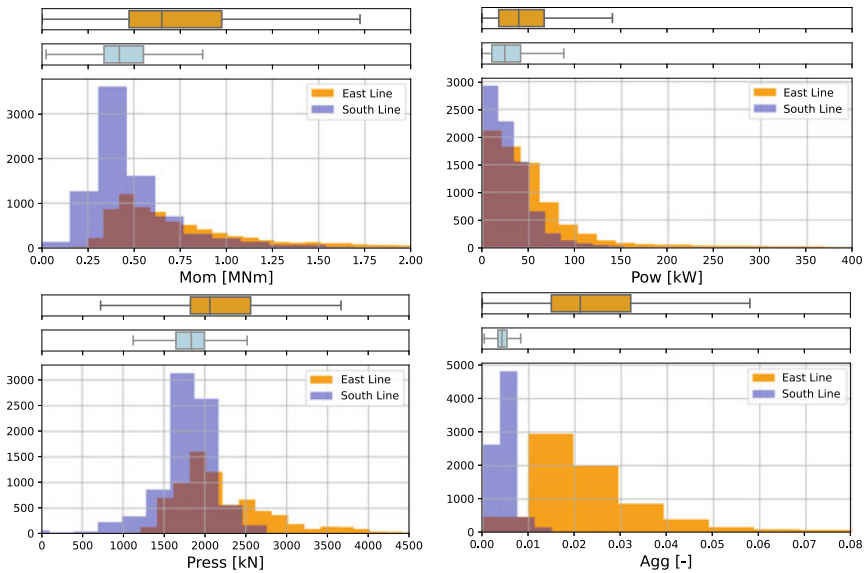 East Line
South Line
3000
2000
1000
0
0.00 0.25 0.50 0.75 1.00 1.25 1.50 1.75 2.00
Mom [MNm]
East Line
South Line
3000
2500
2000
1500
1000
500
0
0 50 100 150 200 250 300 350 400
Pow [kW]
East Line
South Line
3000
2500
2000
1500
1000
500
0
0 500 1000 1500 2000 2500 3000 3500 4000 4500
Press [kN]
East Line
South Line
5000
4000
3000
2000
1000
0
0.00 0.01 0.02 0.03 0.04 0.05 0.06 0.07 0.08
Agg [-]